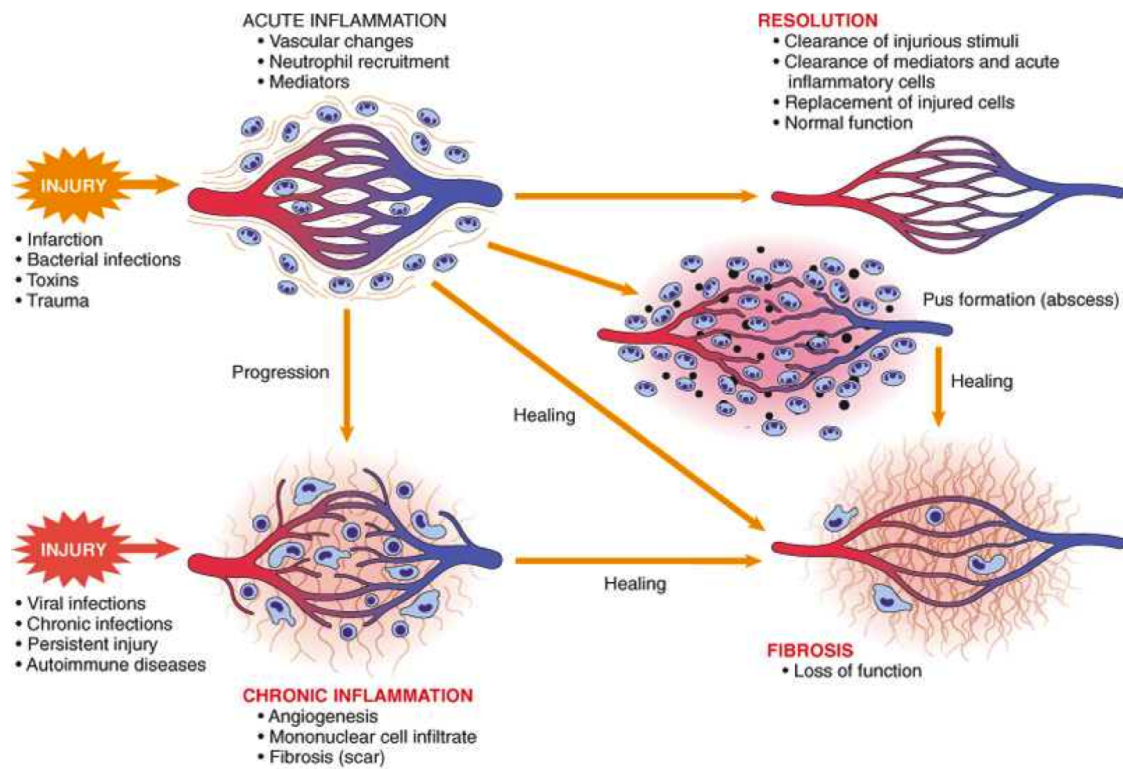 ACUTE INFLAMMATION
• Vascular changes
• Neutrophil recruitment
• Mediators
RESOLUTION
• Clearance of injurious stimuli
• Clearance of mediators and acute
inflammatory cells
• Replacement of injured cells
• Normal function
INJURY
• Infarction
• Bacterial infections
• Toxins
• Trauma
Pus formation (abscess)
Progression
Healing
Healing
INJURY
• Viral infections
• Chronic infections
• Persistent injury
• Autoimmune diseases
Healing
CHRONIC INFLAMMATION
• Angiogenesis
• Mononuclear cell infiltrate
• Fibrosis (scar)
FIBROSIS
• Loss of function